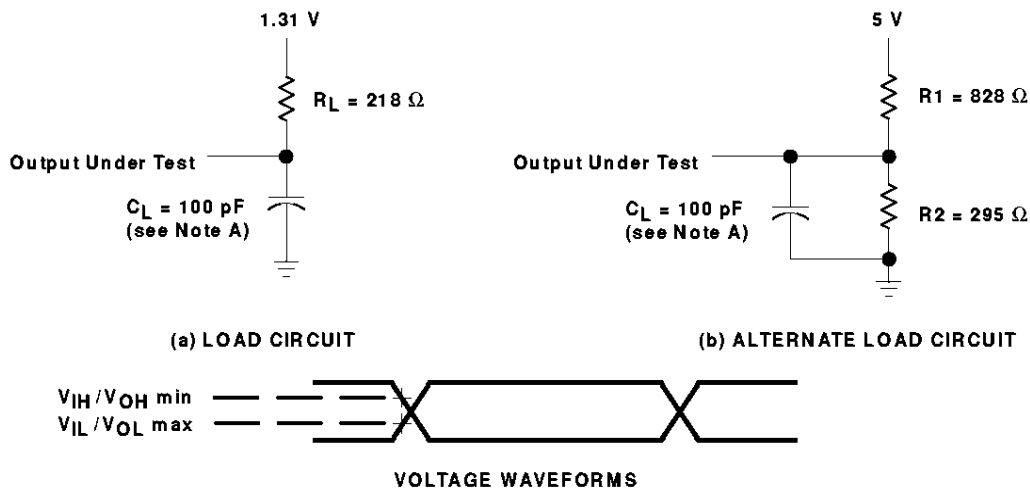 1.31 V
R_L = 218 Ω
Output Under Test
C_L = 100 pF
(see Note A)
(a) LOAD CIRCUIT
5 V
R1 = 828 Ω
Output Under Test
C_L = 100 pF
(see Note A)
R2 = 295 Ω
(b) ALTERNATE LOAD CIRCUIT
V_IH/V_OH min
V_IL/V_OL max
VOLTAGE WAVEFORMS